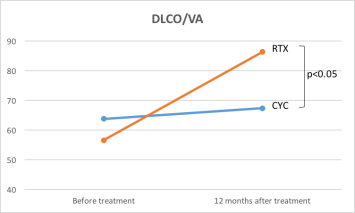 DLCO/VA
90
80
70
60
50
40
RTX
p<0.05
CYC
Before treatment
12 months after treatment